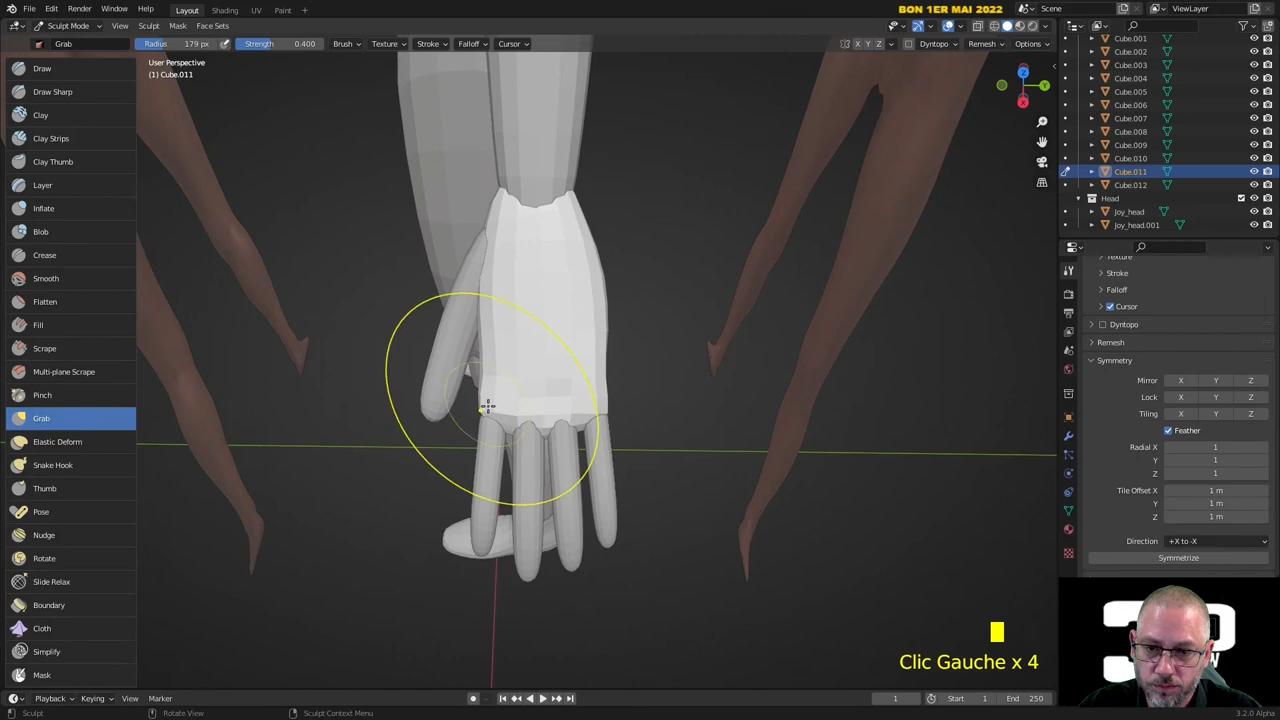 File Edit Render Window Help Layout Shading UV Paint BON 1ER MAI 2022 Scene ViewLayer
Sculpt Mode View Sculpt Mask Face Sets
Grab Radius 179 px Strength 0.400 Brush Texture Stroke Falloff Cursor X Y Z Dyntopo Remesh Options
User Perspective
(1) Cube.011
Draw
Draw Sharp
Clay
Clay Strips
Clay Thumb
Layer
Inflate
Blob
Crease
Smooth
Flatten
Fill
Scrape
Multi-plane Scrape
Pinch
Grab
Elastic Deform
Snake Hook
Thumb
Pose
Nudge
Rotate
Slide Relax
Boundary
Cloth
Simplify
Mask
Z
Y
X
Cube.001
Cube.002
Cube.003
Cube.004
Cube.005
Cube.006
Cube.007
Cube.008
Cube.009
Cube.010
Cube.011
Cube.012
Head
Joy_head
Joy_head.001
Texture
Stroke
Falloff
Cursor
Dyntopo
Remesh
Symmetry
Mirror X Y Z
Lock X Y Z
Tiling X Y Z
Feather
Radial X 1
Y 1
Z 1
Tile Offset X 1 m
Y 1 m
Z 1 m
Direction +X to -X
Symmetrize
Clic Gauche x 4
Playback Keying View Marker 1 Start 1 End 250
Sculpt Rotate View Sculpt Context Menu 3.2.0 Alpha